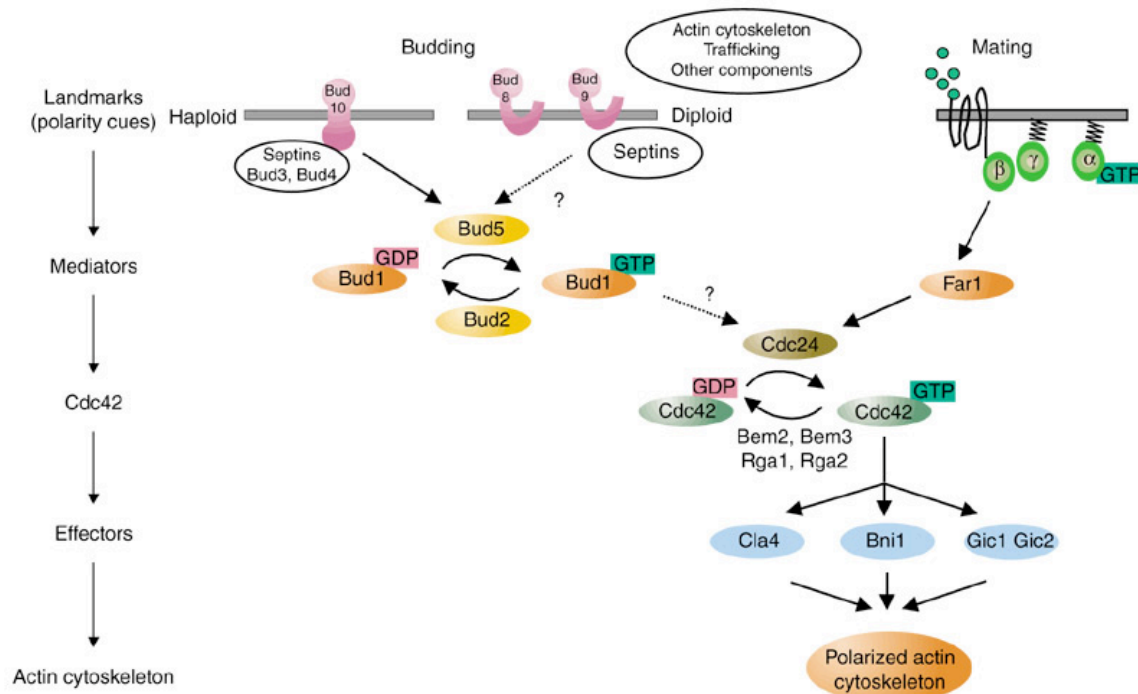 Budding
Actin cytoskeleton
Trafficking
Other components
Mating
Landmarks
(polarity cues)
Haploid
Bud
10
Bud
8
Bud
9
Diploid
Septins
Bud3, Bud4
Septins
β
γ
α
GTP
?
Bud5
Mediators
GDP
Bud1
GTP
Bud1
Bud2
?
Far1
Cdc24
Cdc42
GDP
Cdc42
GTP
Cdc42
Bem2, Bem3
Rga1, Rga2
Effectors
Cla4
Bni1
Gic1 Gic2
Actin cytoskeleton
Polarized actin
cytoskeleton